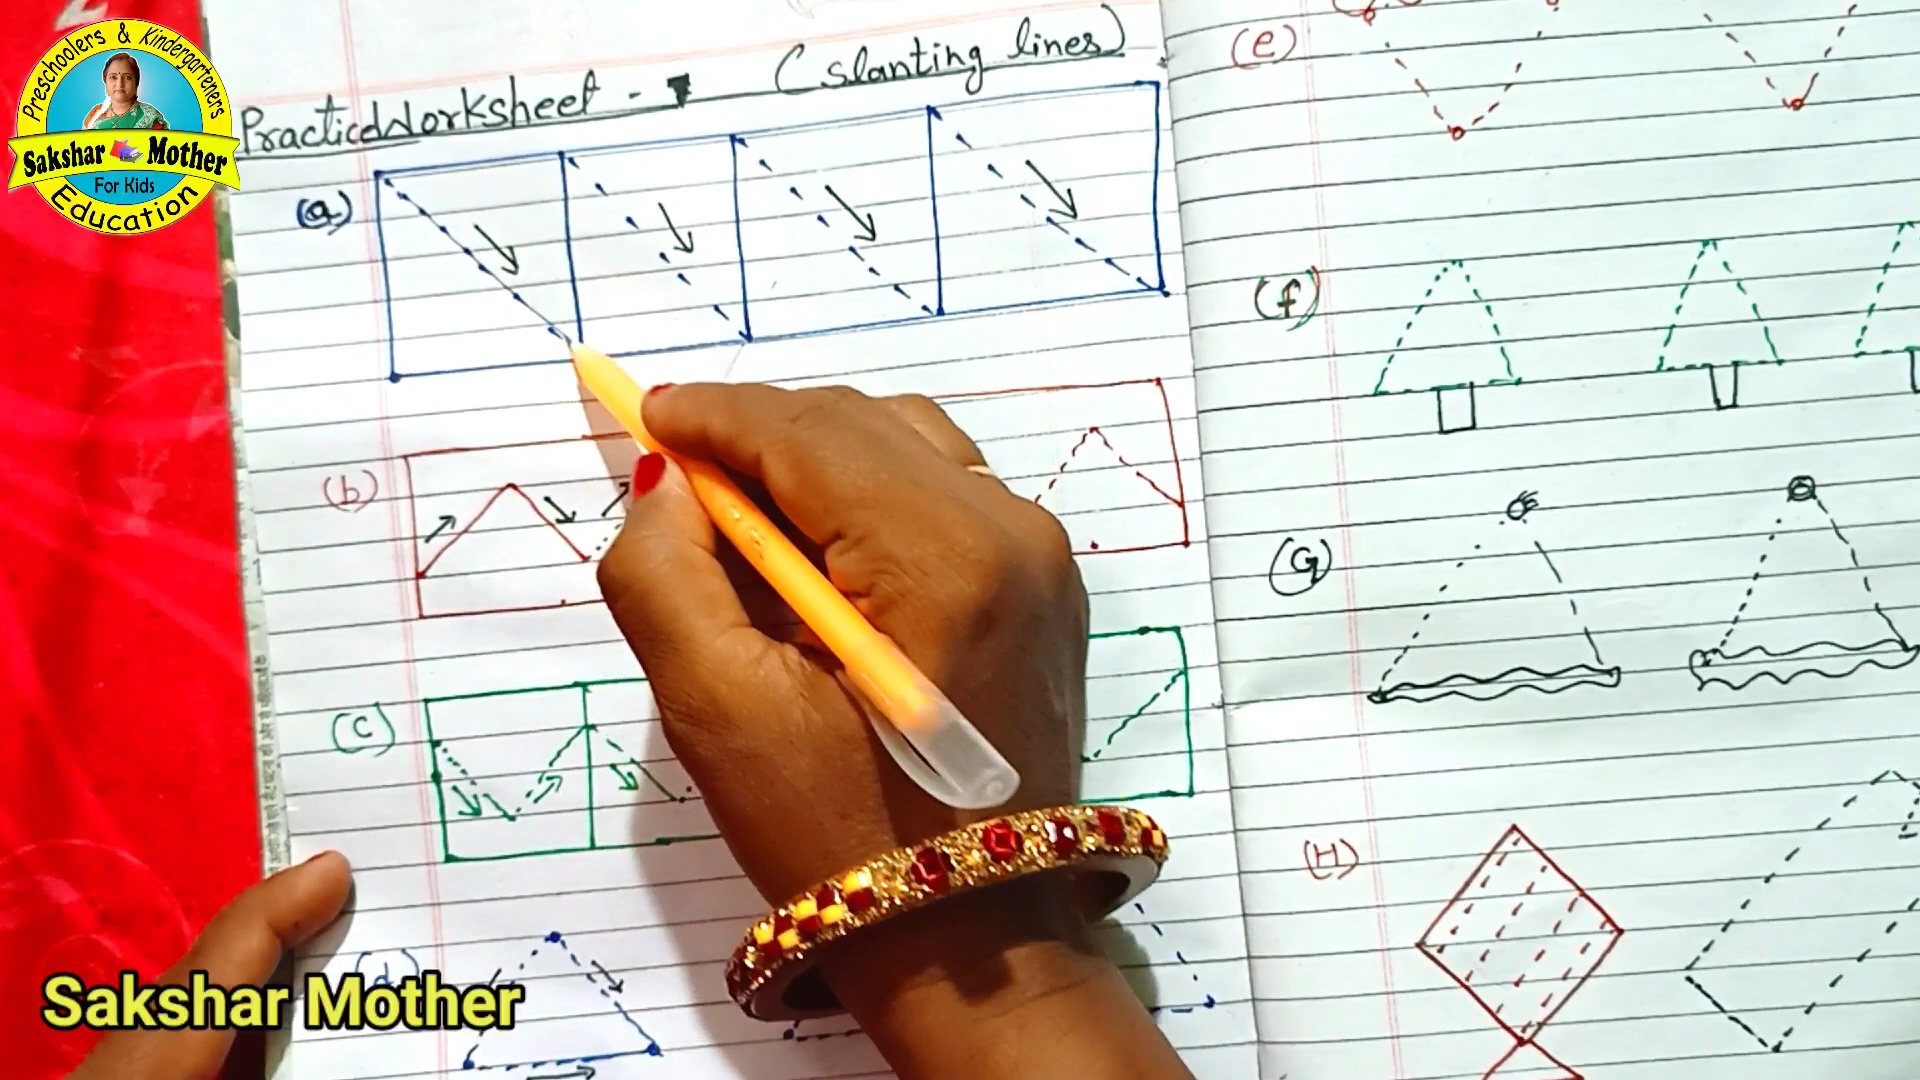 Preschoolers & Kindergarteners
Sakshar Mother
For Kids
Education
Practice Worksheet - (slanting lines)
(a)
(b)
(c)
(d)
(e)
(f)
(G)
(H)
Sakshar Mother